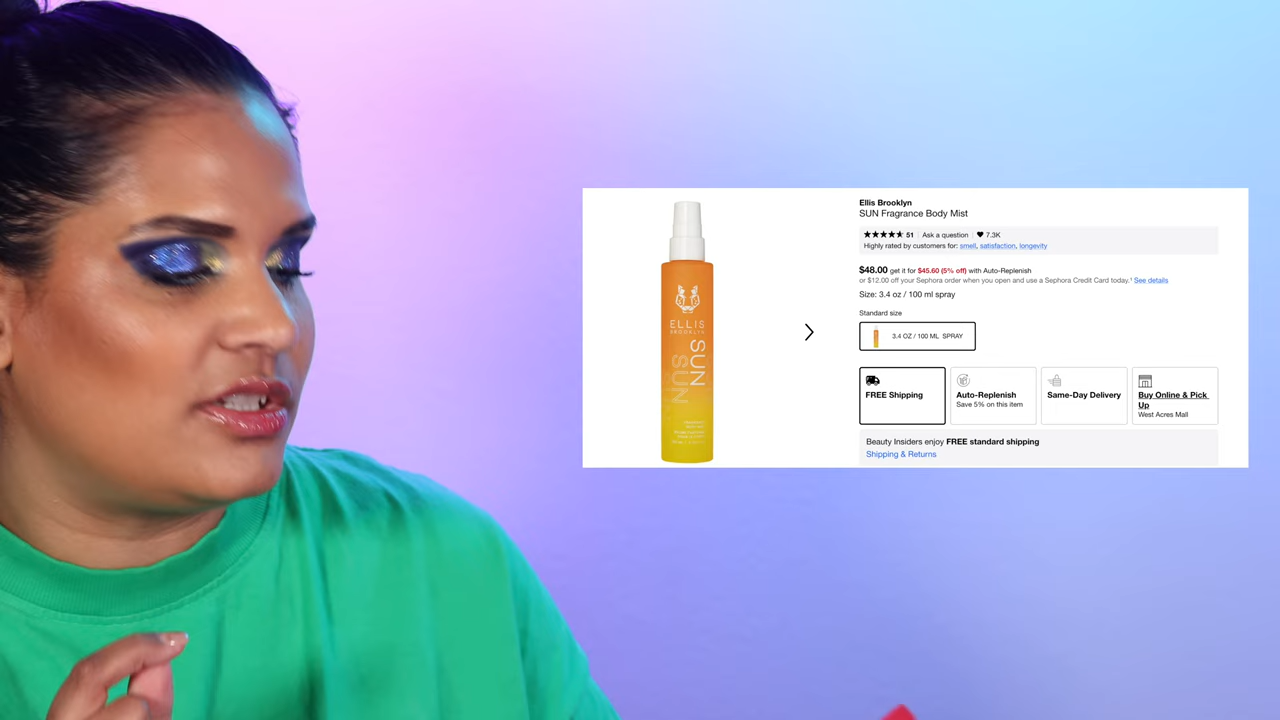 ELLIS
BROOKLYN
SUN
SUN
Ellis Brooklyn
SUN Fragrance Body Mist
51 Ask a question 7.3K
Highly rated by customers for: smell, satisfaction, longevity
$48.00 get it for $45.60 (5% off) with Auto-Replenish
or $12.00 off your Sephora order when you open and use a Sephora Credit Card today.¹ See details
Size: 3.4 oz / 100 ml spray
Standard size
3.4 OZ / 100 ML SPRAY
FREE Shipping
Auto-Replenish
Save 5% on this item
Same-Day Delivery
Buy Online & Pick
Up
West Acres Mall
Beauty Insiders enjoy FREE standard shipping
Shipping & Returns